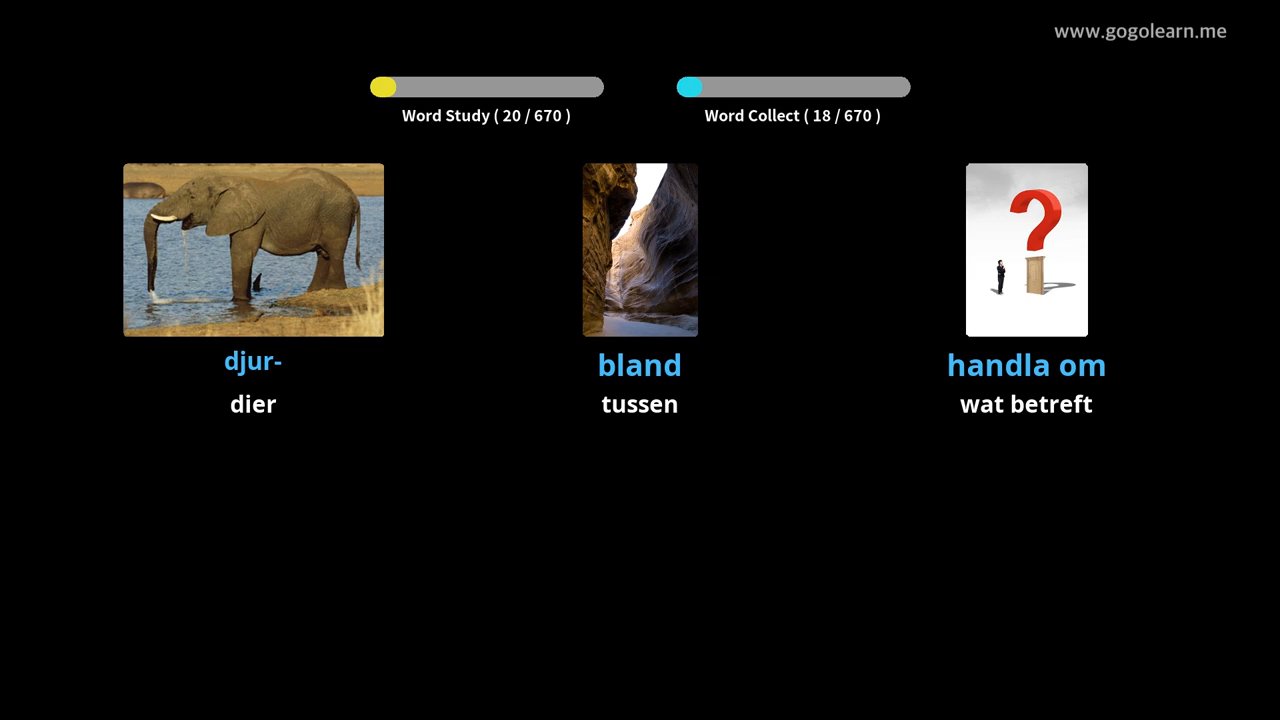 www.gogolearn.me
Word Study ( 20 / 670 )
Word Collect ( 18 / 670 )
djur-
dier
bland
tussen
handla om
wat betreft